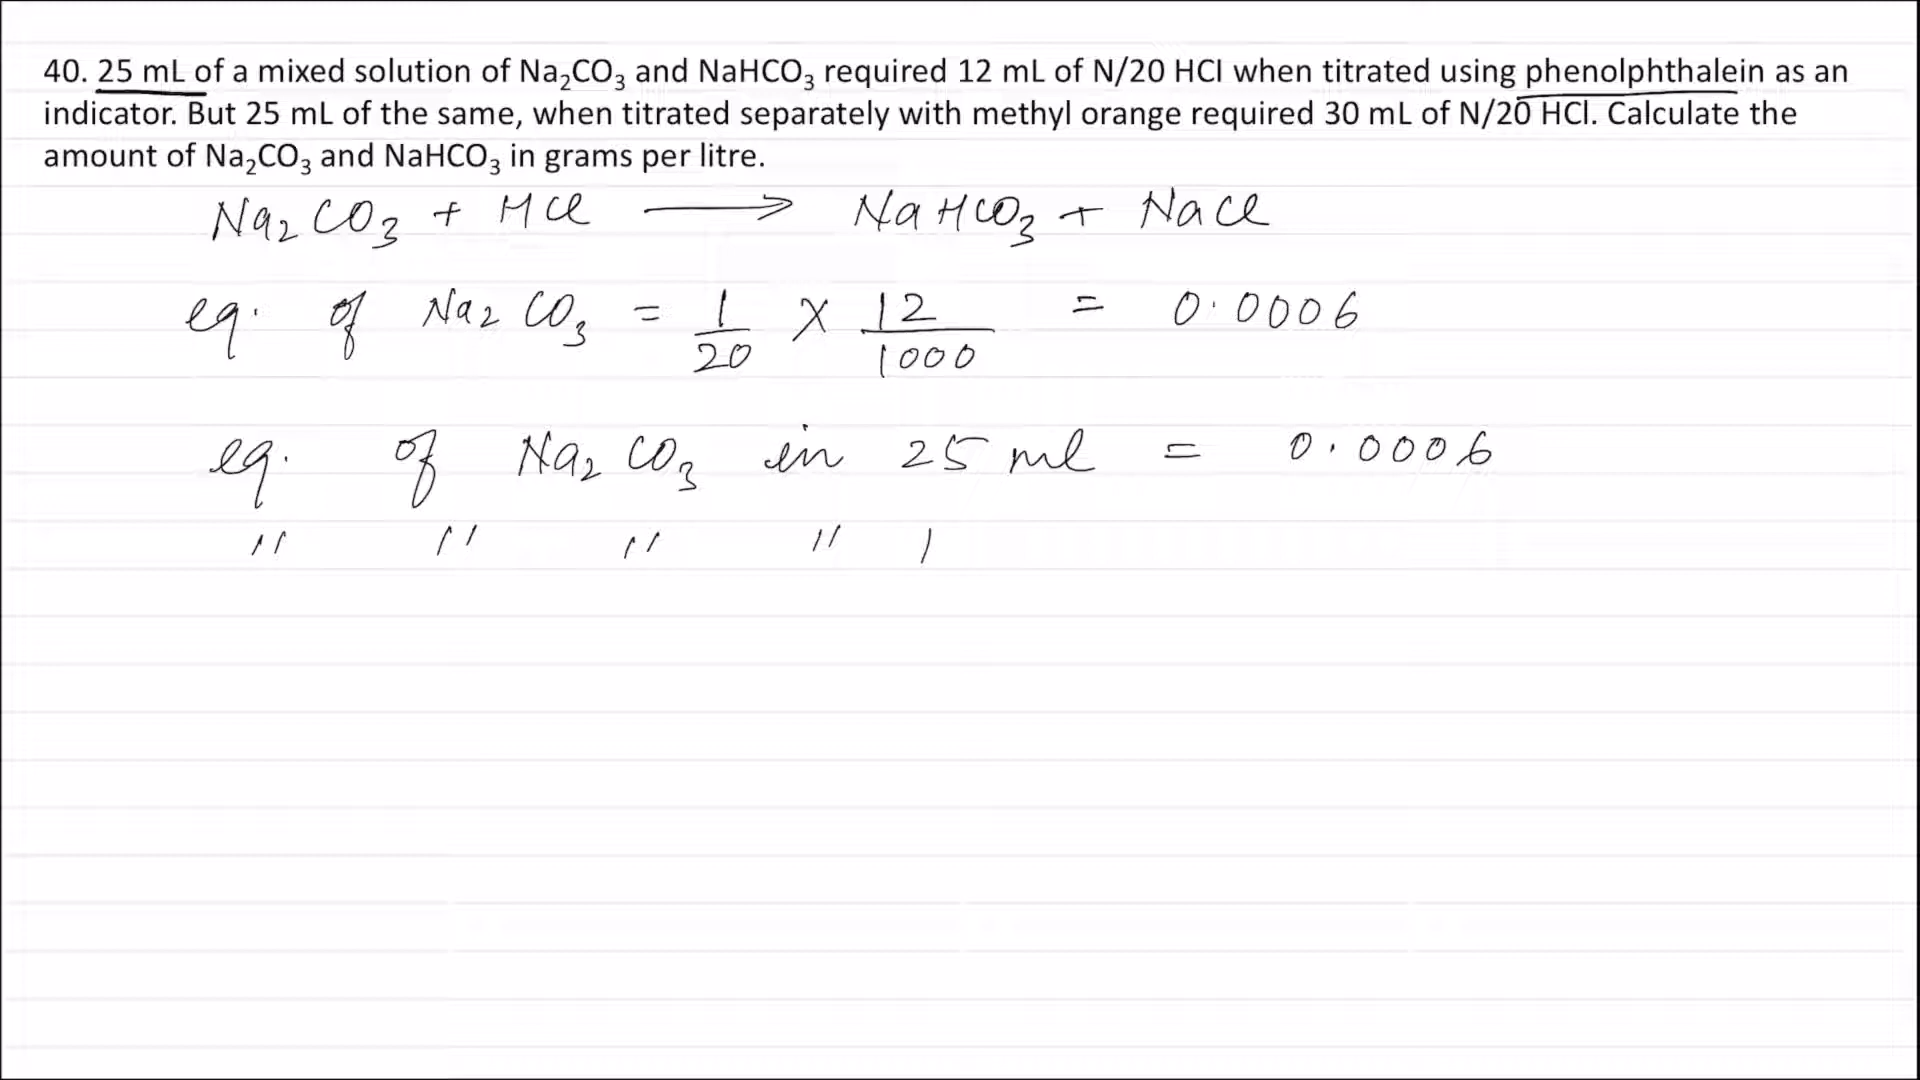 40. 25 mL of a mixed solution of Na₂CO₃ and NaHCO₃ required 12 mL of N/20 HCl when titrated using phenolphthalein as an
indicator. But 25 mL of the same, when titrated separately with methyl orange required 30 mL of N/20 HCl. Calculate the
amount of Na₂CO₃ and NaHCO₃ in grams per litre.
Na₂CO₃ + HCl ⟶ NaHCO₃ + NaCl
eq. of Na₂CO₃ = 1/20 × 12/1000 = 0.0006
eq. of Na₂CO₃ in 25 ml = 0.0006
" " " " 1